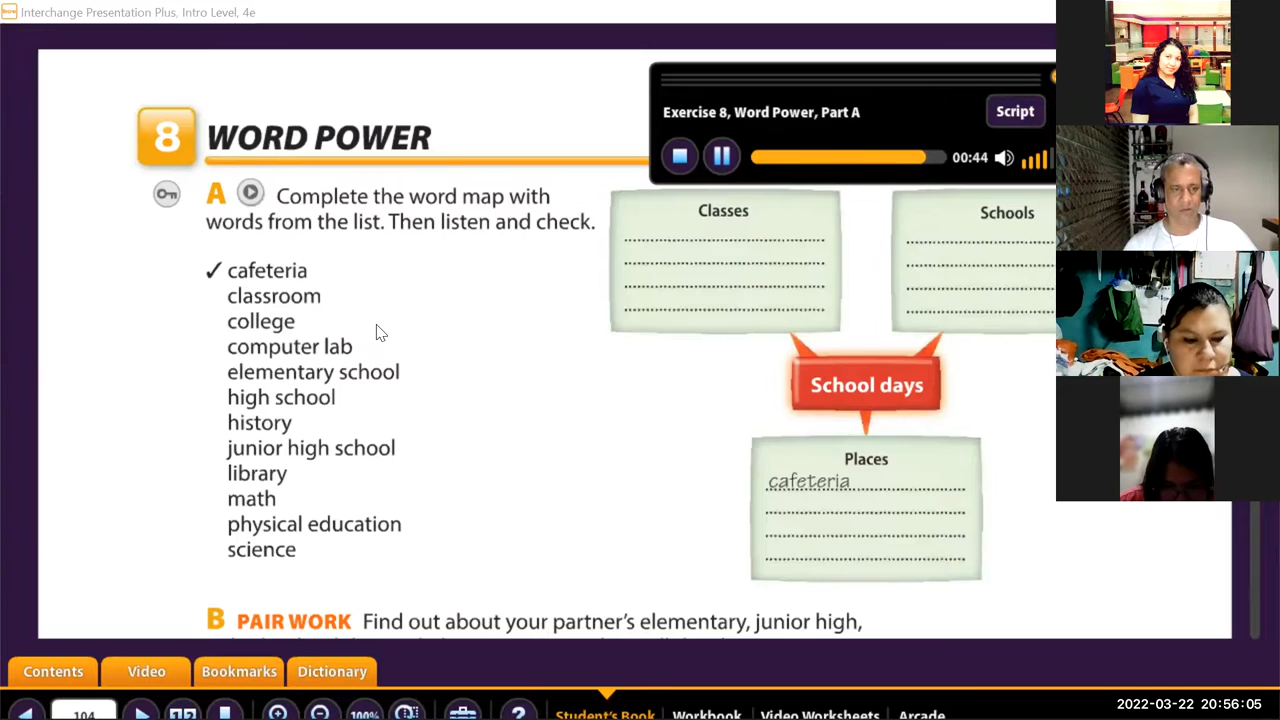 Interchange Presentation Plus, Intro Level, 4e
8 WORD POWER
Exercise 8, Word Power, Part A
Script
00:44
A Complete the word map with
words from the list. Then listen and check.
✓ cafeteria
classroom
college
computer lab
elementary school
high school
history
junior high school
library
math
physical education
science
Classes
Schools
School days
Places
cafeteria
B PAIR WORK Find out about your partner's elementary, junior high,
Contents
Video
Bookmarks
Dictionary
104
100%
?
Student's Book
Workbook
Video Worksheets
Arcade
2022-03-22 20:56:05